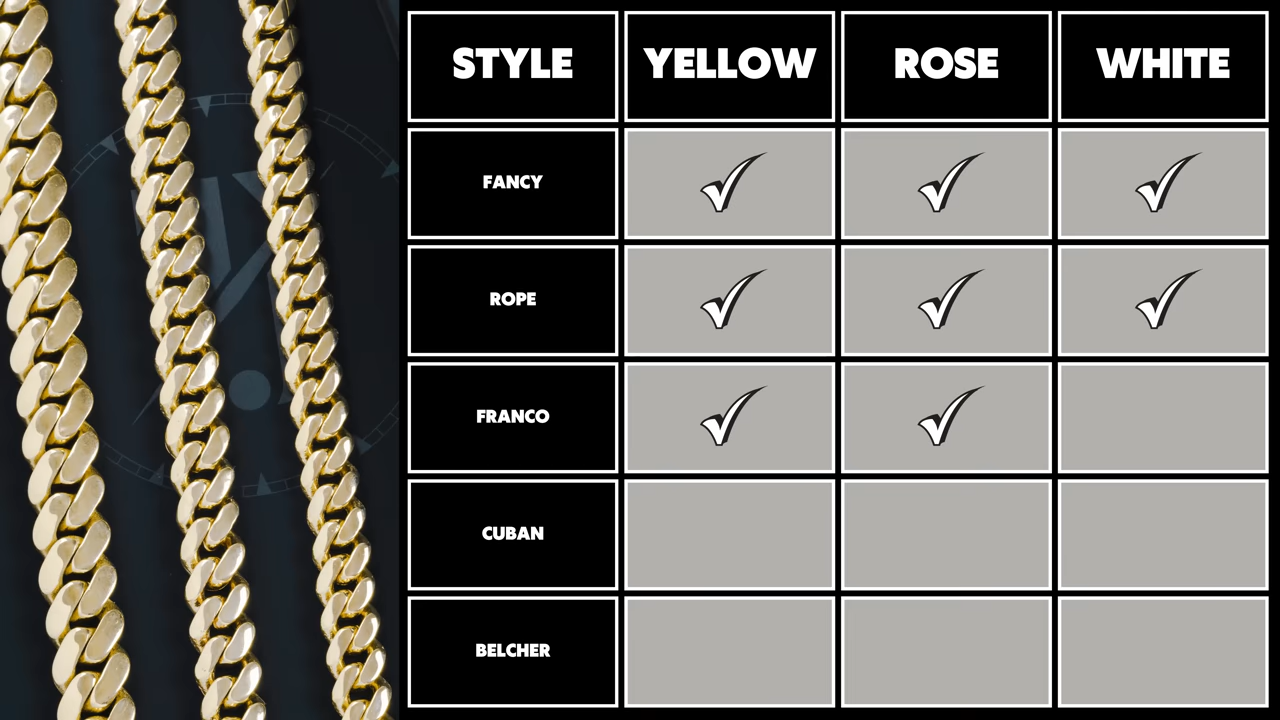 STYLE YELLOW ROSE WHITE
FANCY
ROPE
FRANCO
CUBAN
BELCHER